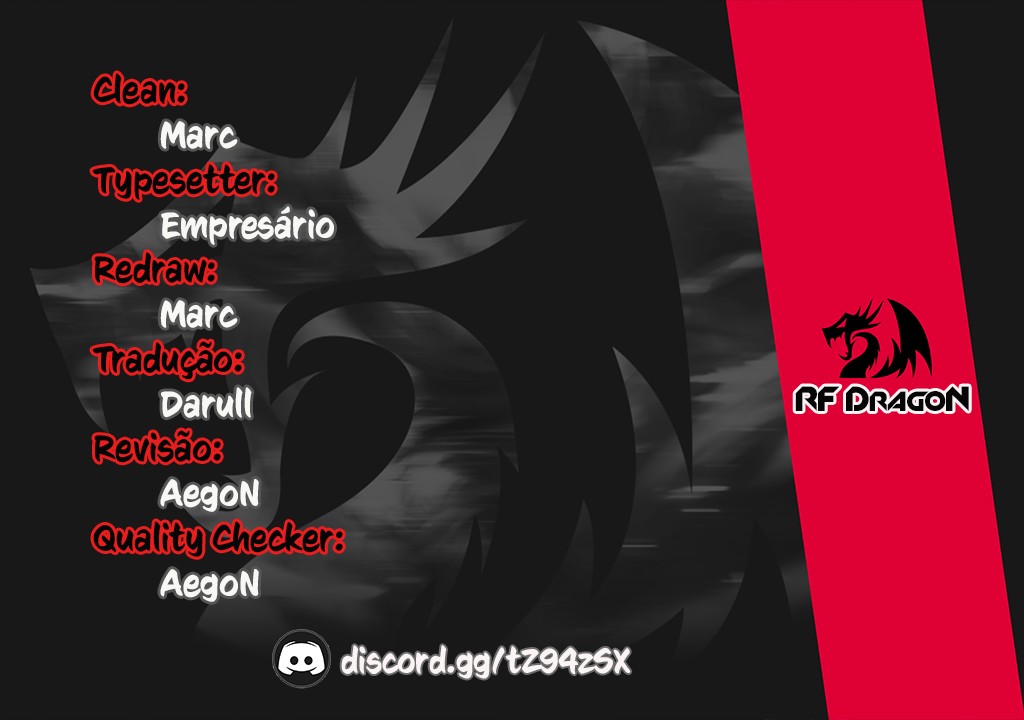 Clean:
Marc
Typesetter:
Empresário
Redraw:
Marc
Tradução:
Darull
Revisão:
AegoN
Quality Checker:
AegoN
discord.gg/tZ94zSX
RF DRAGON